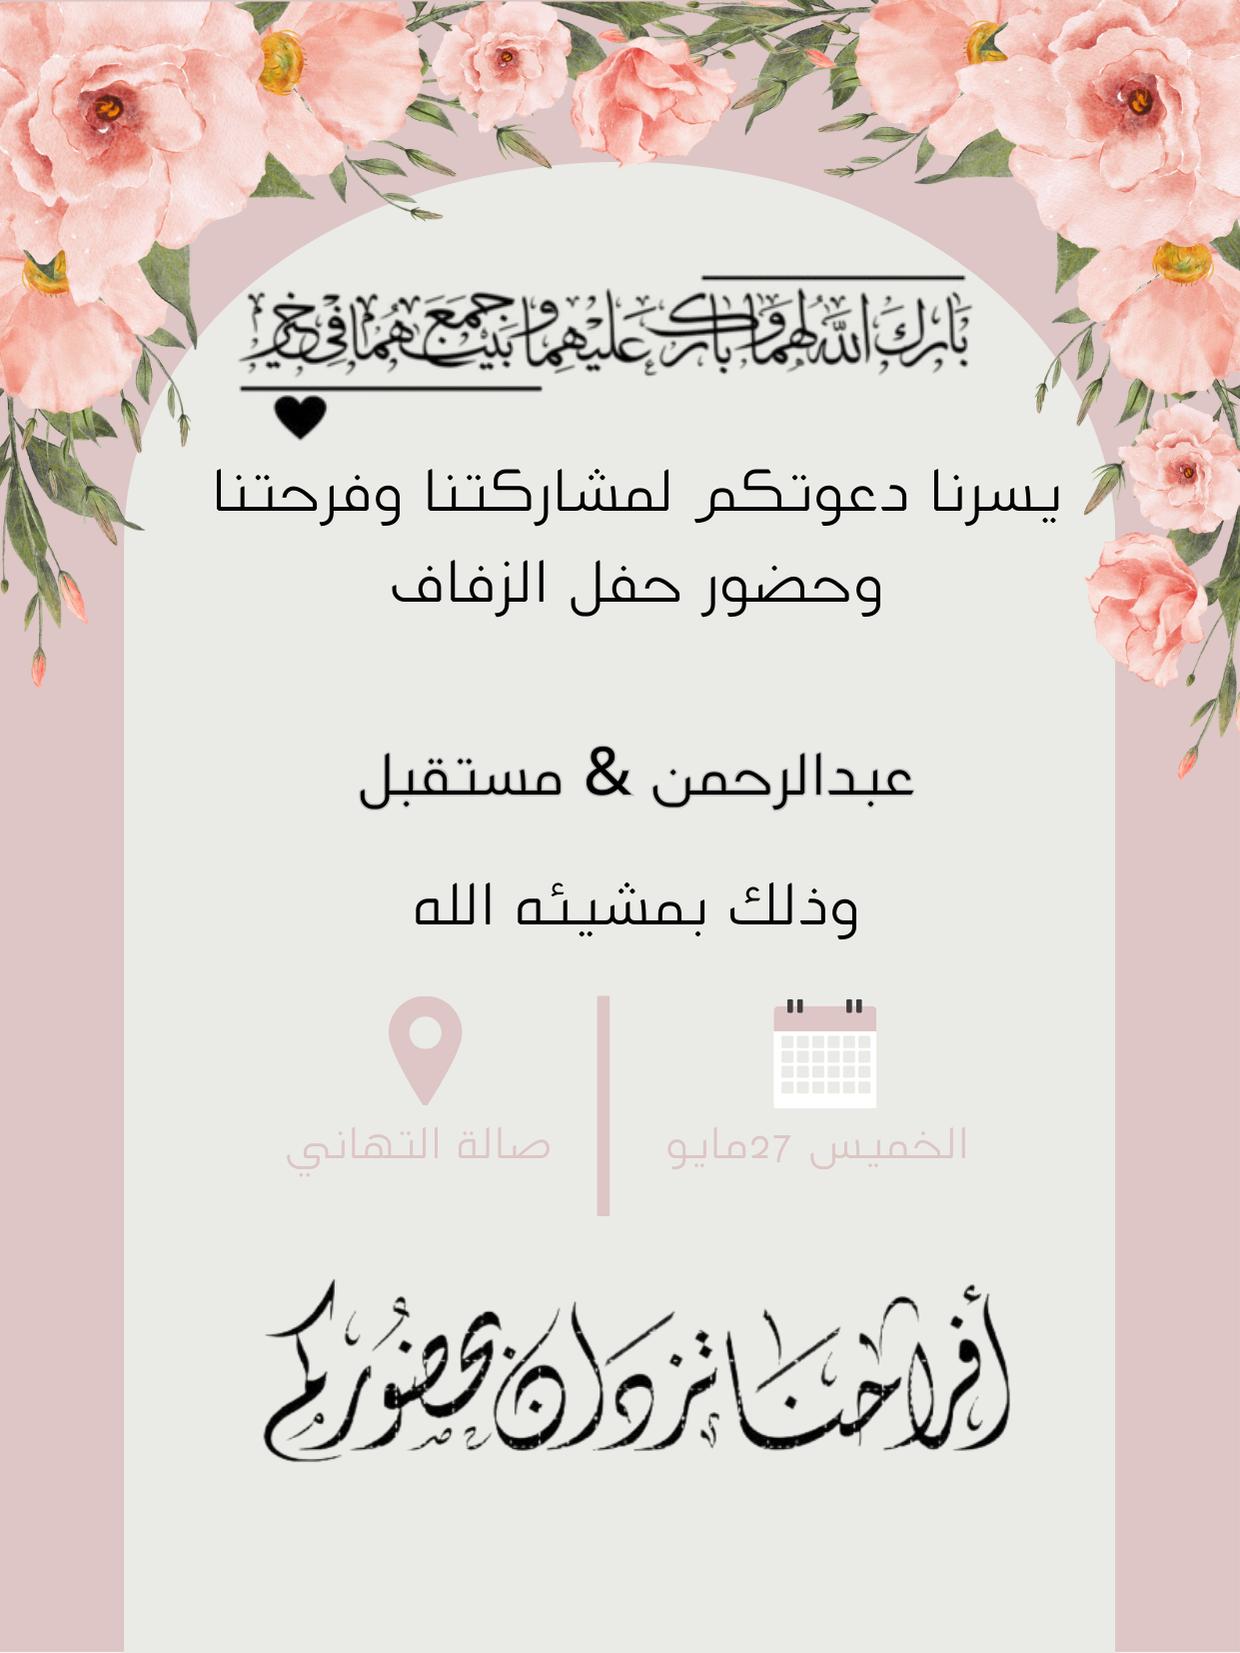 بارك الله لهما وبارك عليهما وجمع بينهما في خير
يسرنا دعوتكم لمشاركتنا وفرحتنا
وحضور حفل الزفاف
عبدالرحمن & مستقبل
وذلك بمشيئه الله
الخميس 27مايو
صالة التهاني
أفراحنا تزدان بحضوركم